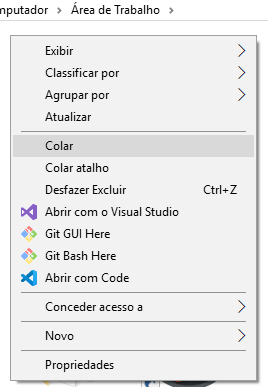 Área de Trabalho
Exibir
Classificar por
Agrupar por
Atualizar
Colar
Colar atalho
Desfazer Excluir Ctrl+Z
Abrir com o Visual Studio
Git GUI Here
Git Bash Here
Abrir com Code
Conceder acesso a
Novo
Propriedades